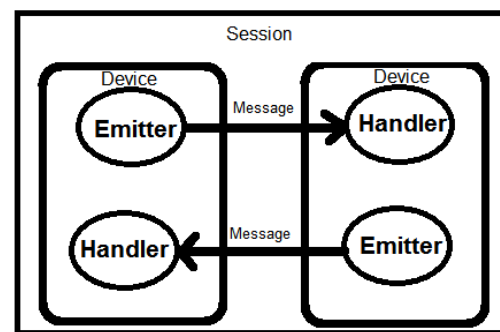 Session
Device
Device
Emitter
Message
Handler
Handler
Message
Emitter